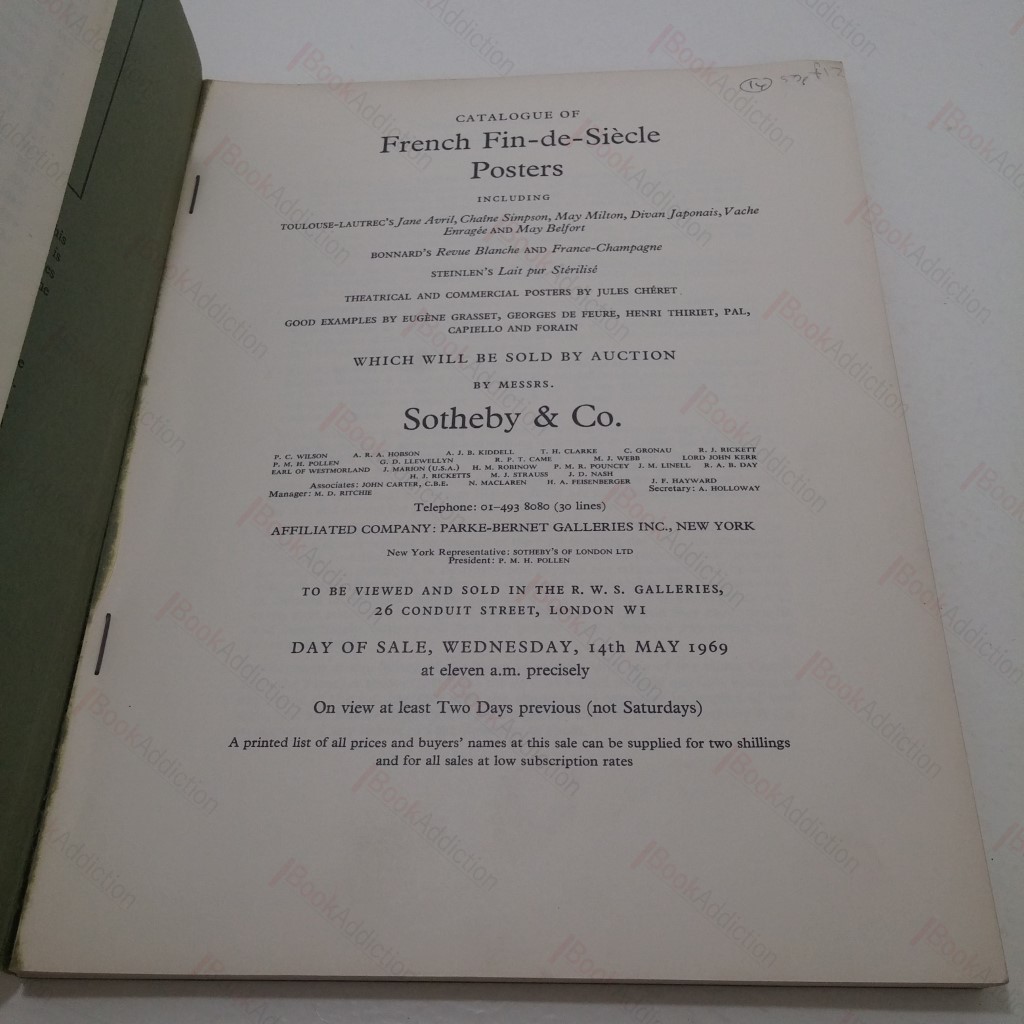 CATALOGUE OF
French Fin-de-Siècle
Posters
INCLUDING
TOULOUSE-LAUTREC'S Jane Avril, Chaîne Simpson, May Milton, Divan Japonais, Vache
Enragée AND May Belfort
BONNARD'S Revue Blanche AND France-Champagne
STEINLEN'S Lait pur Stérilisé
THEATRICAL AND COMMERCIAL POSTERS BY JULES CHÉRET
GOOD EXAMPLES BY EUGÈNE GRASSET, GEORGES DE FEURE, HENRI THIRIET, PAL,
CAPIELLO AND FORAIN
WHICH WILL BE SOLD BY AUCTION
BY MESSRS.
Sotheby & Co.
P. C. WILSON A. R. A. HOBSON A. J. B. KIDDELL T. H. CLARKE C. GRONAU R. J. RICKETT
P. M. H. POLLEN G. D. LLEWELLYN R. P. T. CAME M. J. WEBB LORD JOHN KERR
EARL OF WESTMORLAND J. MARION (U.S.A.) H. M. ROBINOW P. M. R. POUNCEY J. M. LINELL R. A. B. DAY
H. J. RICKETTS M. J. STRAUSS J. D. NASH
Associates: JOHN CARTER, C.B.E. N. MACLAREN H. A. FEISENBERGER J. F. HAYWARD
Manager: M. D. RITCHIE Secretary: A. HOLLOWAY
Telephone: 01-493 8080 (30 lines)
AFFILIATED COMPANY: PARKE-BERNET GALLERIES INC., NEW YORK
New York Representative: SOTHEBY'S OF LONDON LTD
President: P. M. H. POLLEN
TO BE VIEWED AND SOLD IN THE R. W. S. GALLERIES,
26 CONDUIT STREET, LONDON W1
DAY OF SALE, WEDNESDAY, 14th MAY 1969
at eleven a.m. precisely
On view at least Two Days previous (not Saturdays)
A printed list of all prices and buyers' names at this sale can be supplied for two shillings
and for all sales at low subscription rates
BookAddiction